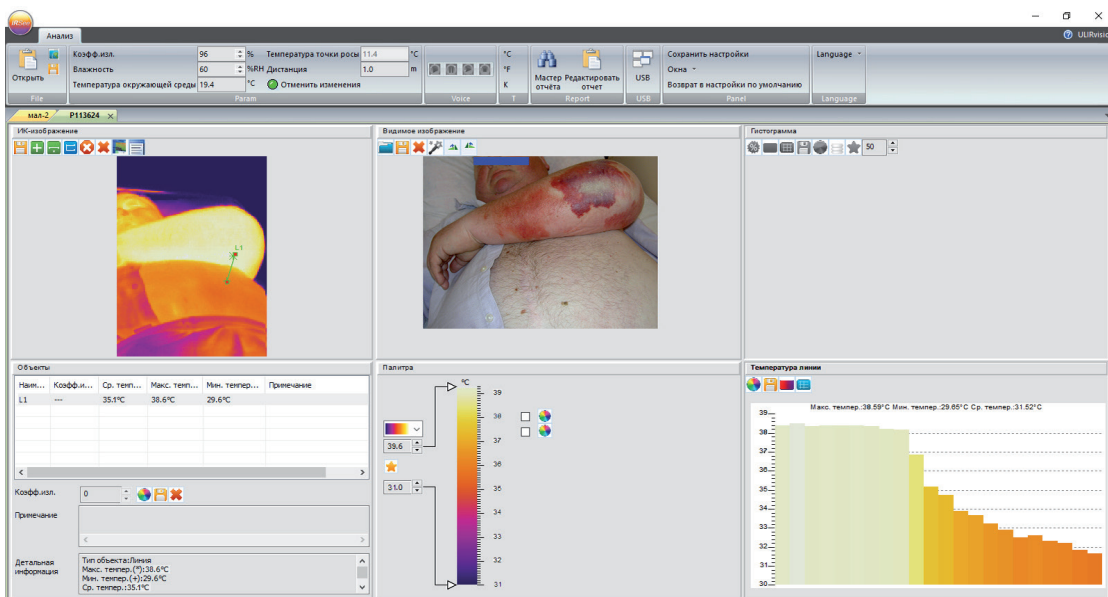 Анализ
ULIRvision
Открыть
Коэфф.изл. 96 %
Влажность 60 %RH
Температура окружающей среды 19.4 °C
Температура точки росы 11.4 °C
Дистанция 1.0 m
Отменить изменения
°C
°F
K
Мастер отчёта
Редактировать отчет
USB
Сохранить настройки
Окна
Возврат в настройки по умолчанию
Language
File
Param
Voice
T
Report
USB
Panel
Language
мал-2
P113624
ИК-изображение
L1
Видимое изображение
Гистограмма
50
Объекты
Наим... Коэфф.и... Ср. темп... Макс. темп... Мин. темпер... Примечание
L1 --- 35.1°C 38.6°C 29.6°C
Коэфф.изл. 0
Примечание
Детальная информация
Тип объекта:Линия
Макс. темпер.(*):38.6°C
Мин. темпер.(+):29.6°C
Ср. темпер.:35.1°C
Палитра
°C
39.6
31.0
39
38
37
36
35
34
33
32
31
Температура линии
Макс. темпер.:38.59°C Мин. темпер.:29.65°C Ср. темпер.:31.52°C
39
38
37
36
35
34
33
32
31
30